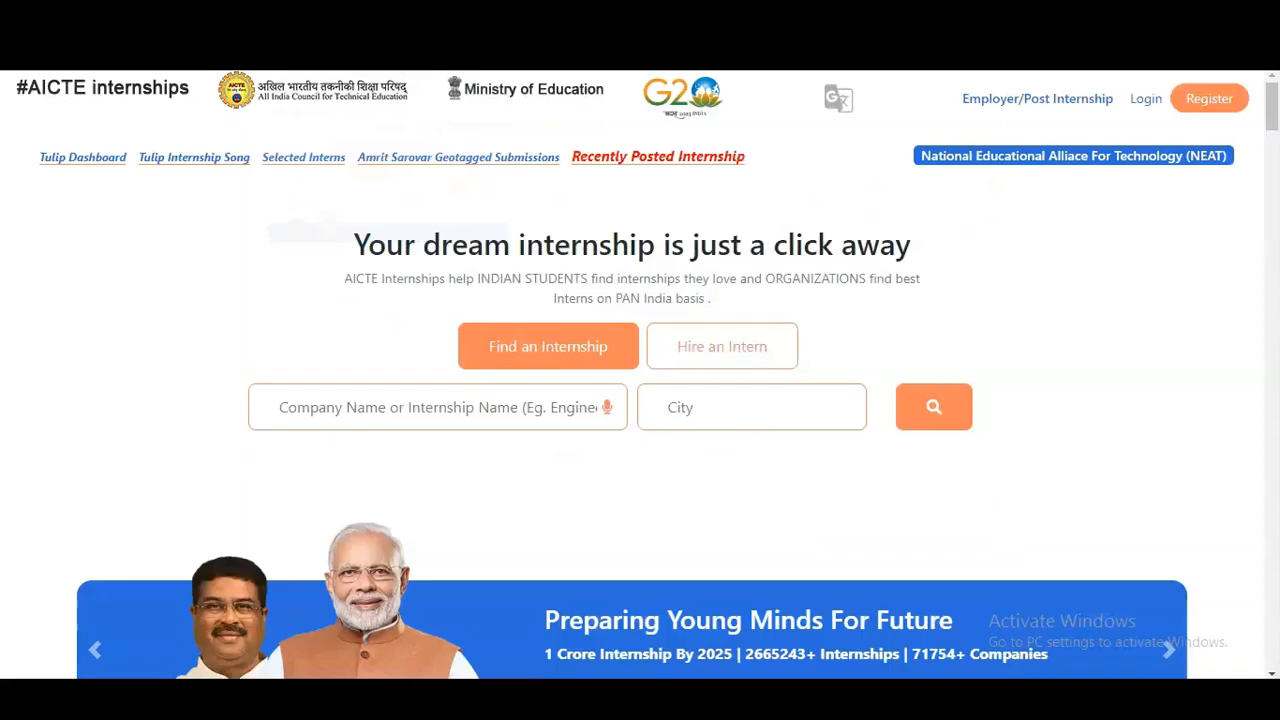 #AICTE internships
AICTE
अखिल भारतीय तकनीकी शिक्षा परिषद्
All India Council for Technical Education
Ministry of Education
G20
Employer/Post Internship
Login
Register
Tulip Dashboard
Tulip Internship Song
Selected Interns
Amrit Sarovar Geotagged Submissions
Recently Posted Internship
National Educational Alliace For Technology (NEAT)
Your dream internship is just a click away
AICTE Internships help INDIAN STUDENTS find internships they love and ORGANIZATIONS find best
Interns on PAN India basis .
Find an Internship
Hire an Intern
Company Name or Internship Name (Eg. Enginee
City
Preparing Young Minds For Future
1 Crore Internship By 2025 | 2665243+ Internships | 71754+ Companies
Activate Windows
Go to PC settings to activate Windows.